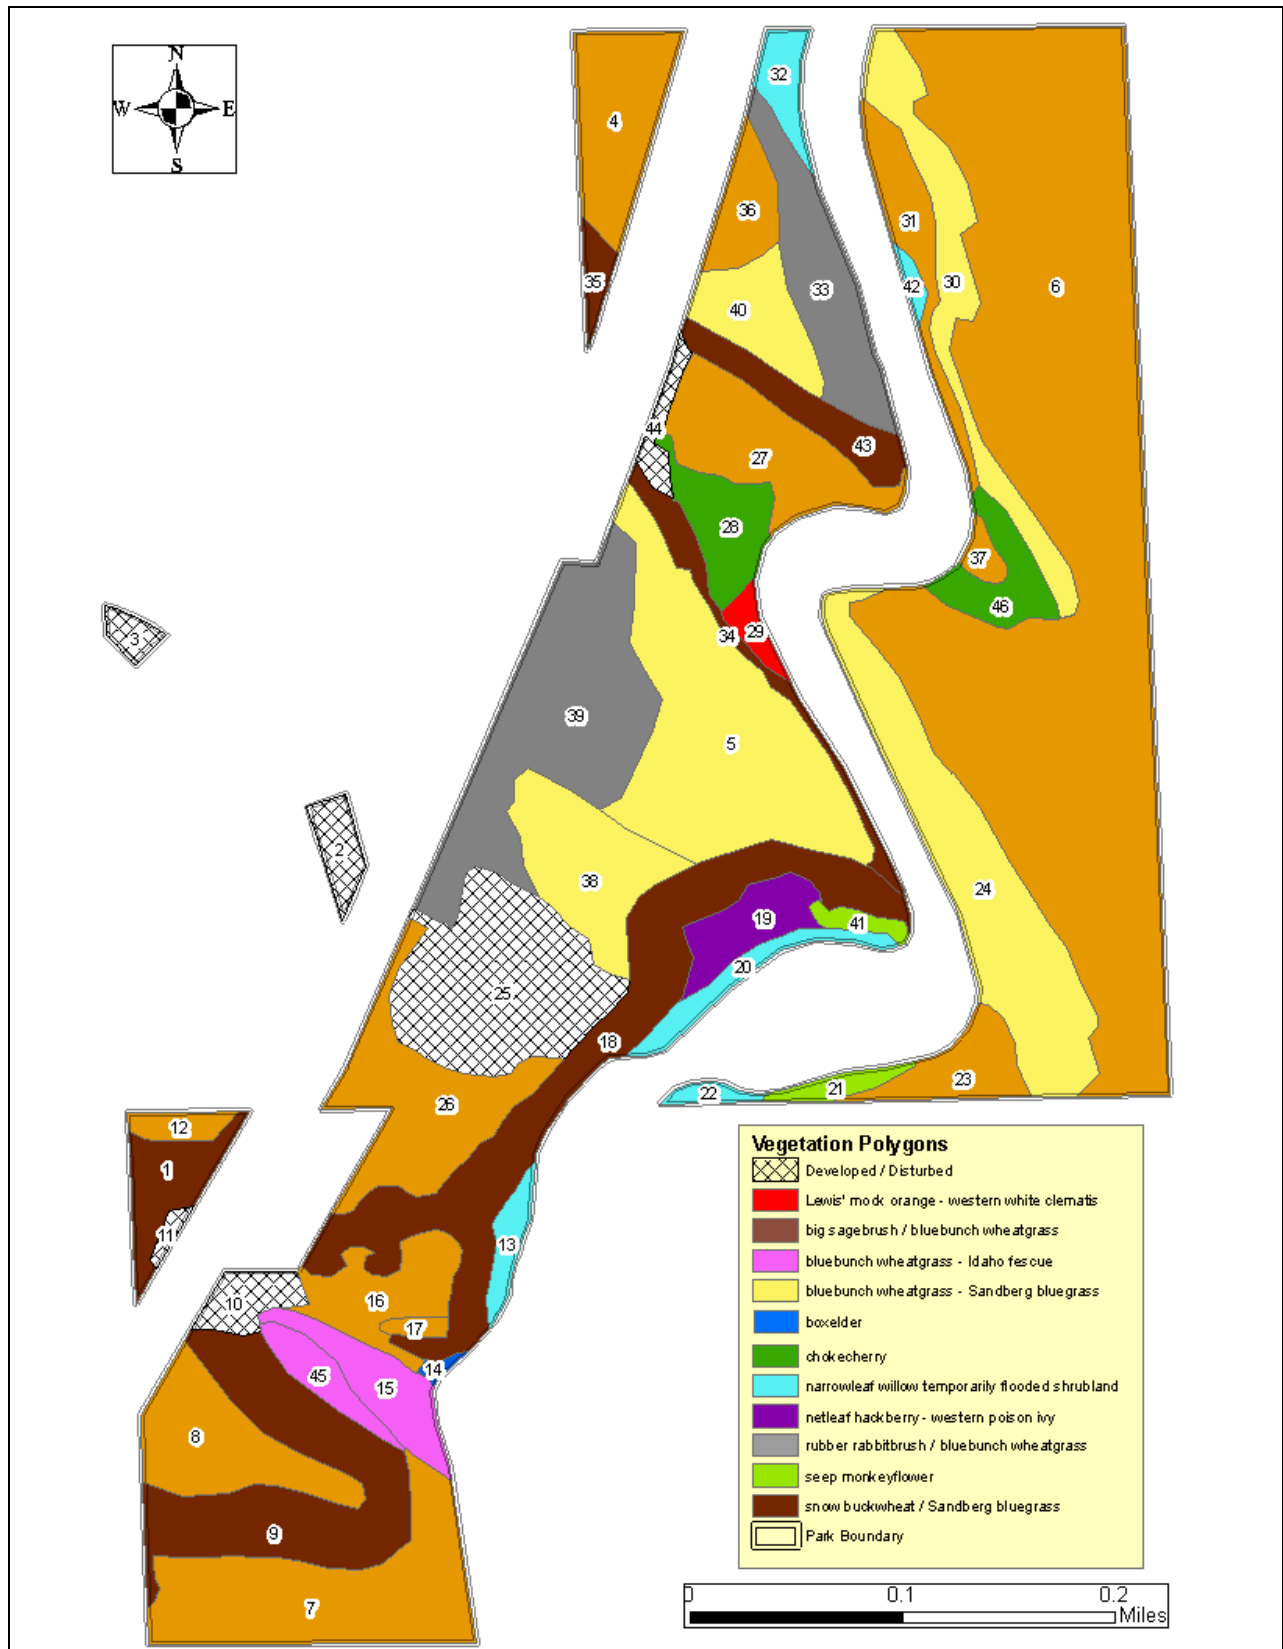 N
W E
S
4
32
36
31
35
33
42
30
6
40
44
43
27
28
37
46
3
34
29
39
5
2
38
24
19
41
20
25
18
22
21
23
26
12
1
11
13
10
16
17
14
45
15
8
9
7
Vegetation Polygons
Developed / Disturbed
Lewis' mock orange - western white clematis
big sagebrush / bluebunch wheatgrass
bluebunch wheatgrass - Idaho fescue
bluebunch wheatgrass - Sandberg bluegrass
boxelder
chokecherry
narrowleaf willow temporarily flooded shrubland
netleaf hackberry - western poison ivy
rubber rabbitbrush / bluebunch wheatgrass
seep monkeyflower
snow buckwheat / Sandberg bluegrass
Park Boundary
0 0.1 0.2
Miles